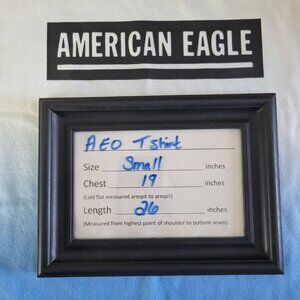 AMERICAN EAGLE
AEO Tshirt
Size Small inches
Chest 19 inches
(Laid flat measured armpit to armpit)
Length 26 inches
(Measured from highest point of shoulder to bottom seam)